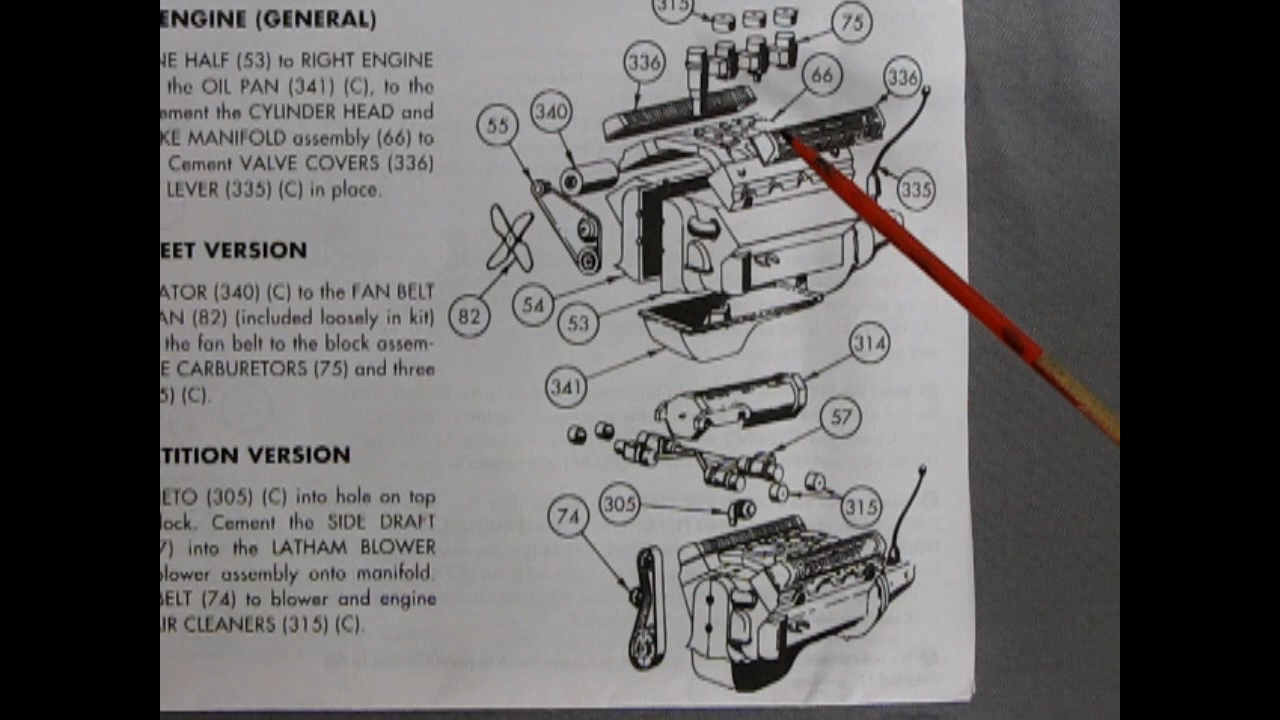 ENGINE (GENERAL)
NE HALF (53) to RIGHT ENGINE
the OIL PAN (341) (C), to the
ement the CYLINDER HEAD and
KE MANIFOLD assembly (66) to
Cement VALVE COVERS (336)
LEVER (335) (C) in place.
EET VERSION
ATOR (340) (C) to the FAN BELT
AN (82) (included loosely in kit)
the fan belt to the block assem-
E CARBURETORS (75) and three
5) (C).
TITION VERSION
ETO (305) (C) into hole on top
lock. Cement the SIDE DRAFT
7) into the LATHAM BLOWER
blower assembly onto manifold.
BELT (74) to blower and engine
IR CLEANERS (315) (C).
315
75
336
66
336
340
55
335
54
82
53
314
341
57
305
315
74